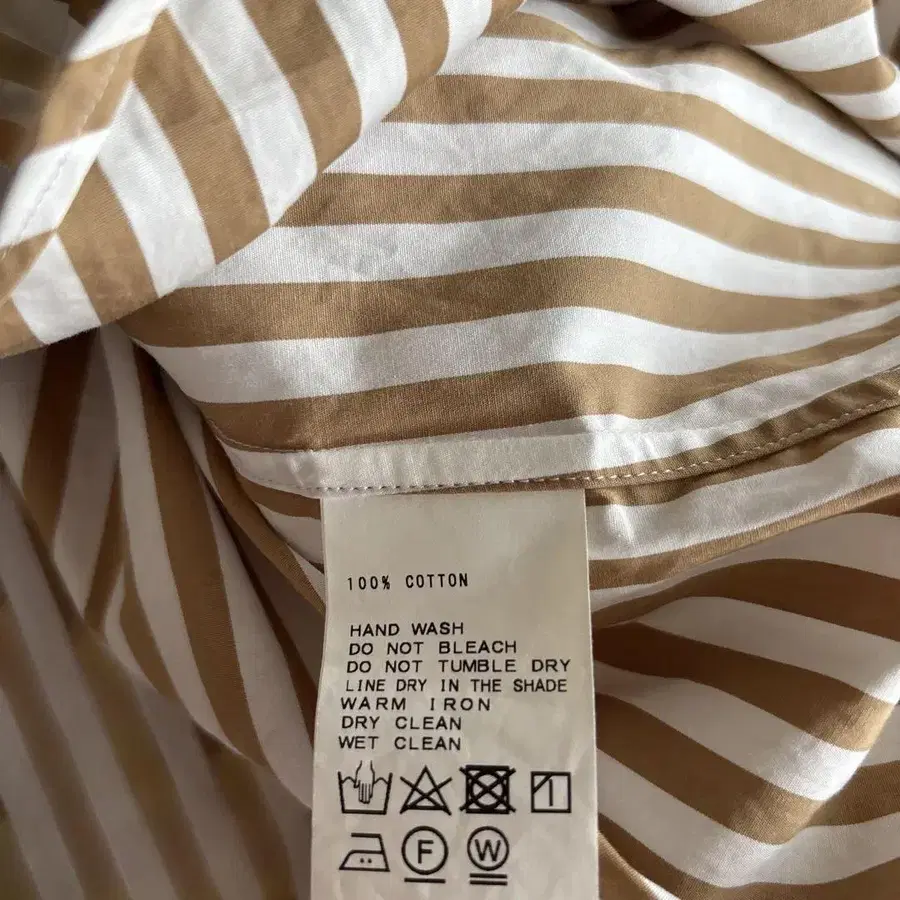 100% COTTON
HAND WASH
DO NOT BLEACH
DO NOT TUMBLE DRY
LINE DRY IN THE SHADE
WARM IRON
DRY CLEAN
WET CLEAN
F W